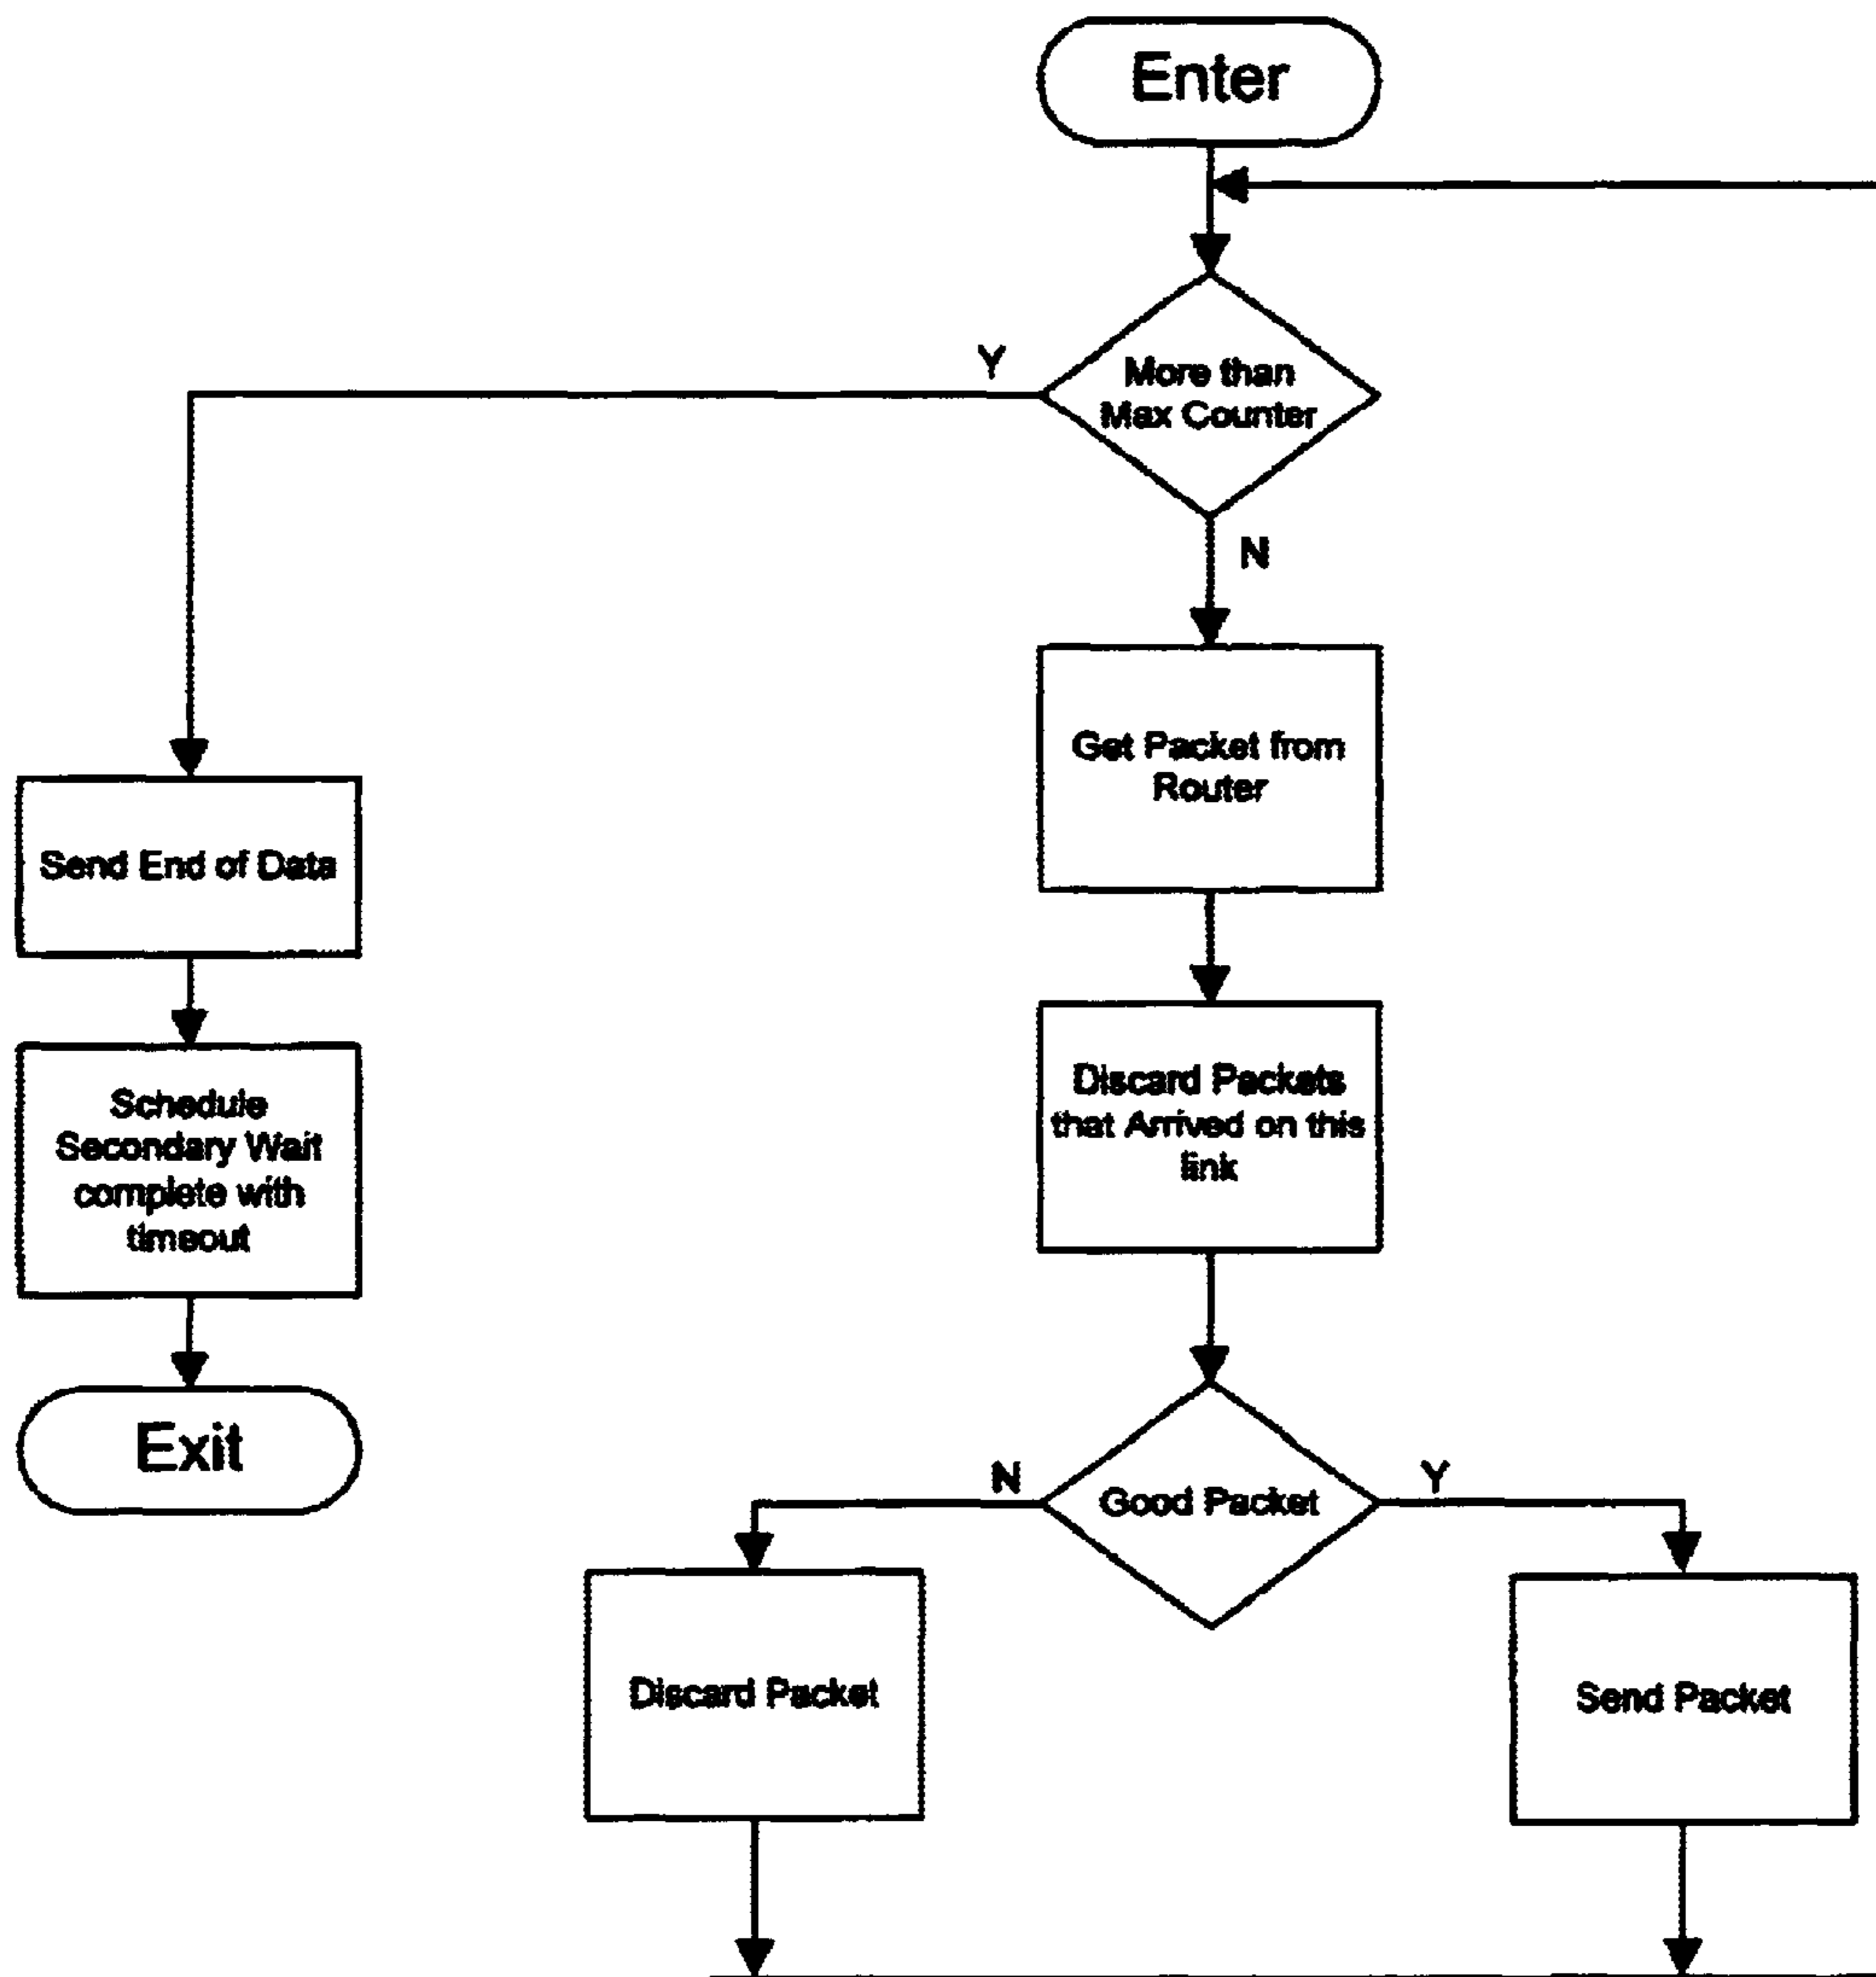 Enter
Y
More than
Max Counter
N
Get Packet from
Router
Send End of Data
Discard Packets
that Arrived on this
link
Schedule
Secondary Wait
complete with
timeout
Exit
N
Good Packet
Y
Discard Packet
Send Packet